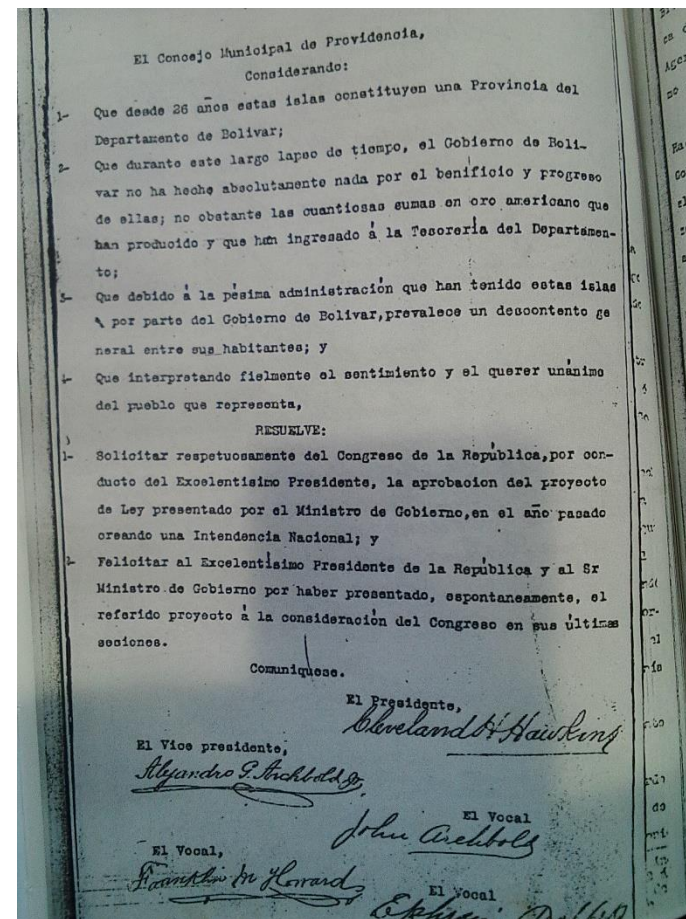 El Concejo Municipal de Providencia,
Considerando:
1- Que desde 26 años estas islas constituyen una Provincia del
Departamento de Bolivar;
2- Que durante este largo lapso de tiempo, el Gobierno de Boli-
var no ha hecho absolutamente nada por el benificio y progreso
de ellas; no obstante las cuantiosas sumas en oro americano que
han producido y que han ingresado á la Tesorería del Departamen-
to;
3- Que debido á la pésima administración que han tenido estas islas
por parte del Gobierno de Bolivar,prevalece un descontento ge
neral entre sus habitantes; y
4- Que interpretando fielmente el sentimiento y el querer unánime
del pueblo que representa,
RESUELVE:
1- Solicitar respetuosamente del Congreso de la República,por con-
ducto del Excelentisimo Presidente, la aprobacion del proyecto
de Ley presentado por el Ministro de Gobierno,en el año pasado
creando una Intendencia Nacional; y
2- Felicitar al Excelentísimo Presidente de la República y al Sr
Ministro de Gobierno por haber presentado, espontaneamente, el
referido proyecto á la consideración del Congreso en sus últimas
sesiones.
Comuniquese.
El Presidente,
Cleveland H Hawkins
El Vice presidente,
Alejandro G. Archbold Jr
El Vocal
John Archbold
El Vocal,
Franklin M Howard
El Vocal